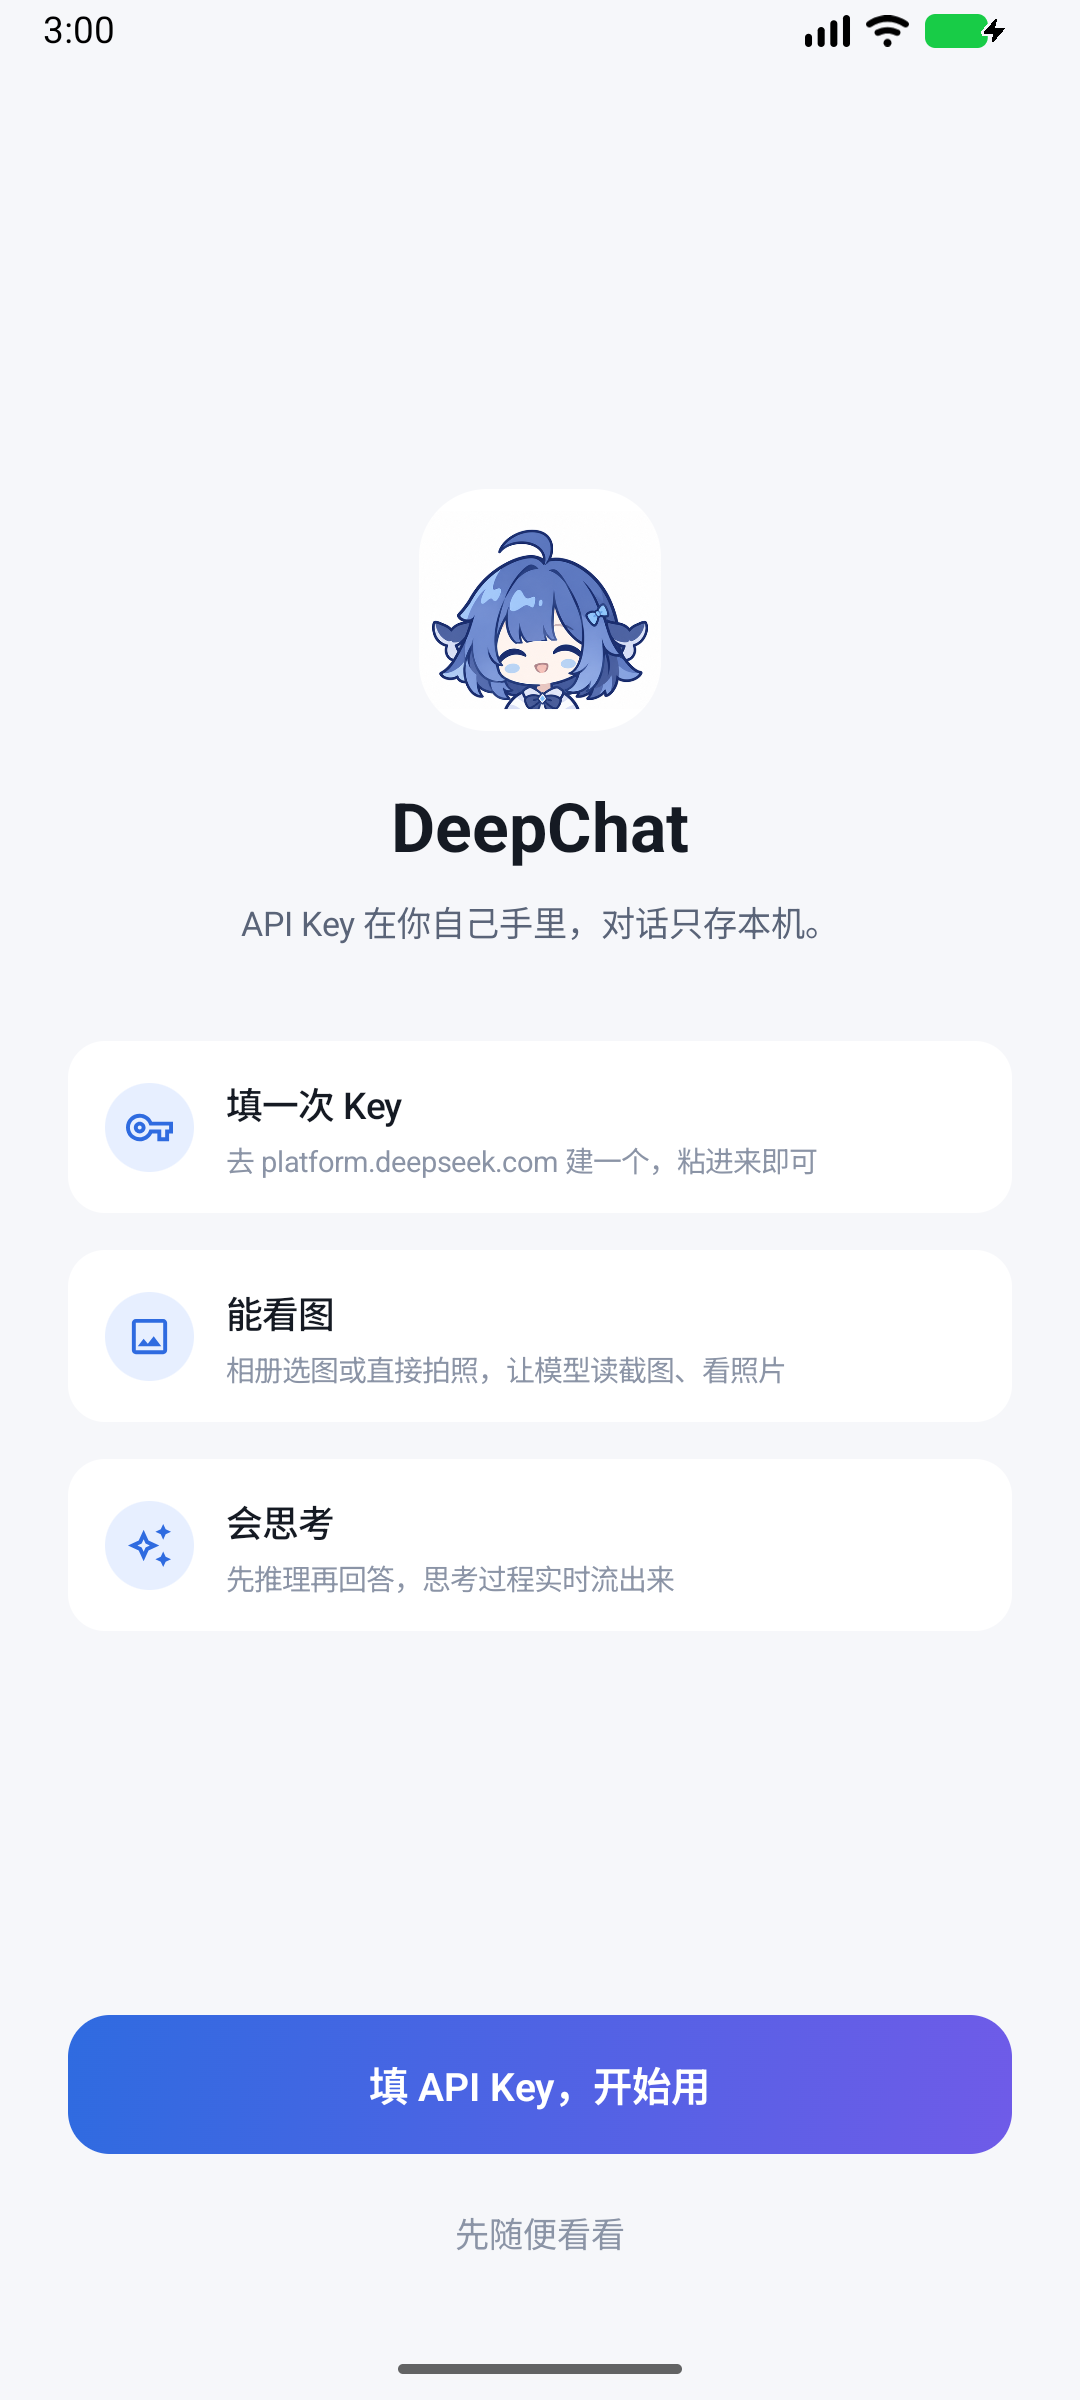 3:00
DeepChat
API Key 在你自己手里，对话只存本机。
填一次 Key
去 platform.deepseek.com 建一个，粘进来即可
能看图
相册选图或直接拍照，让模型读截图、看照片
会思考
先推理再回答，思考过程实时流出来
填 API Key，开始用
先随便看看